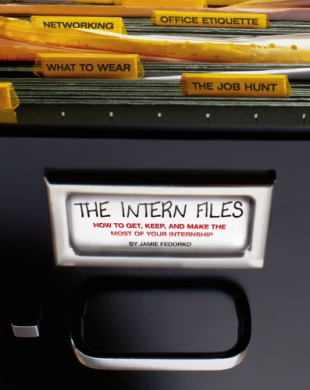 NETWORKING
OFFICE ETIQUETTE
WHAT TO WEAR
THE JOB HUNT
THE INTERN FILES
HOW TO GET, KEEP, AND MAKE THE
MOST OF YOUR INTERNSHIP
BY JAMIE FEDORKO